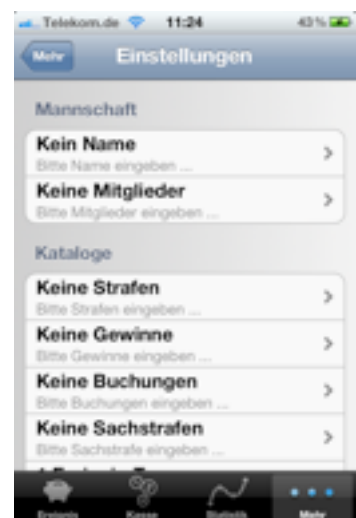 Telekom.de 11:24 43 %
Mehr Einstellungen
Mannschaft
Kein Name
Bitte Name eingeben ...
Keine Mitglieder
Bitte Mitglieder eingeben ...
Kataloge
Keine Strafen
Bitte Strafen eingeben ...
Keine Gewinne
Bitte Gewinne eingeben ...
Keine Buchungen
Bitte Buchungen eingeben ...
Keine Sachstrafen
Bitte Sachstrafe eingeben ...
Ereignis Kasse Statistik Mehr